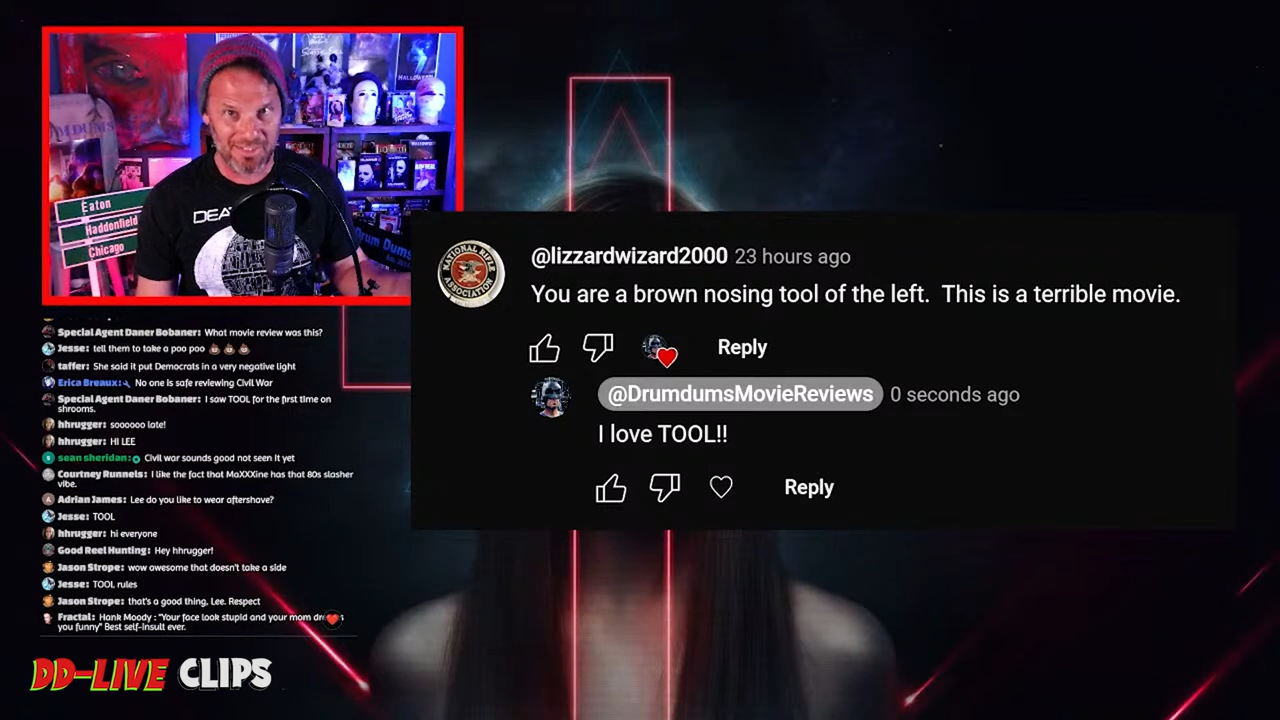 HALLOWEEN
Eaton
Haddonfield
Chicago
DEA
Drum Dums
@lizzardwizard2000 23 hours ago
NATIONAL RIFLE ASSOCIATION
You are a brown nosing tool of the left. This is a terrible movie.
Reply
@DrumdumsMovieReviews 0 seconds ago
I love TOOL!!
Reply
Special Agent Daner Bobaner: What movie review was this?
Jesse: tell them to take a poo poo 💩 💩 💩
taffer: She said it put Democrats in a very negative light
Erica Breaux: No one is safe reviewing Civil War
Special Agent Daner Bobaner: I saw TOOL for the first time on
shrooms.
hhrugger: soooooo late!
hhrugger: HI LEE
sean sheridan: Civil war sounds good not seen it yet
Courtney Runnels: I like the fact that MaXXXine has that 80s slasher
vibe.
Adrian James: Lee do you like to wear aftershave?
Jesse: TOOL
hhrugger: hi everyone
Good Reel Hunting: Hey hhrugger!
Jason Strope: wow awesome that doesn't take a side
Jesse: TOOL rules
Jason Strope: that's a good thing, Lee. Respect
Fractal: Hank Moody : "Your face look stupid and your mom
you funny" Best self-insult ever.
DD-LIVE CLIPS